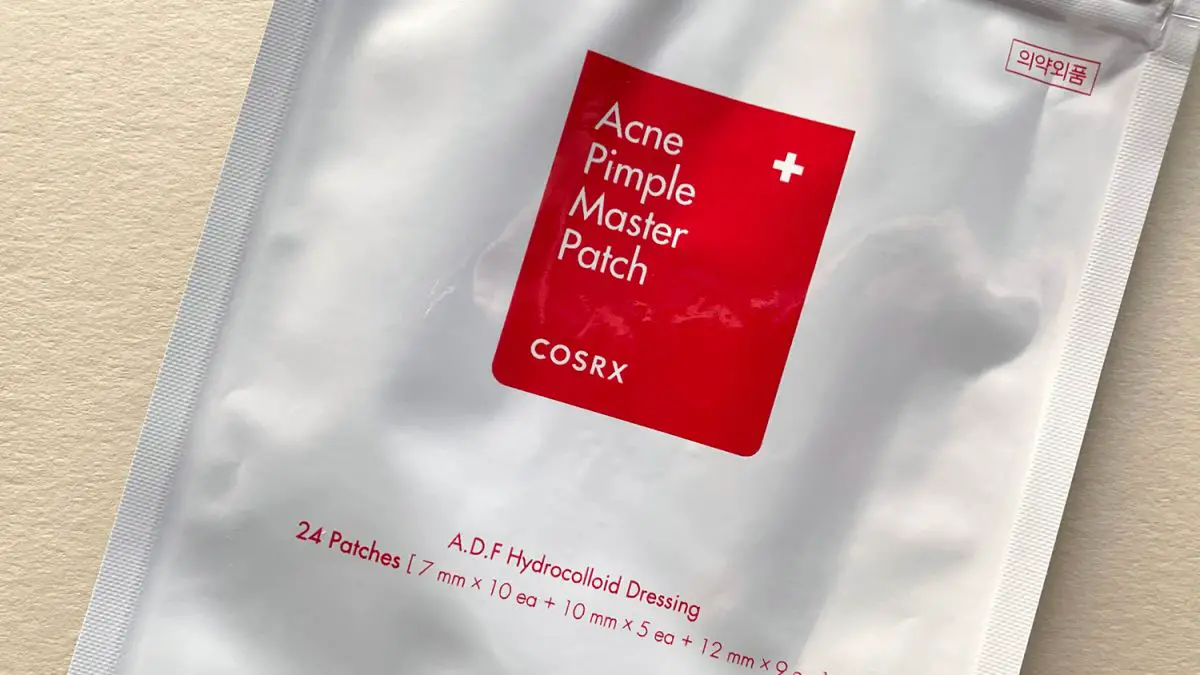 의약외품
Acne
Pimple
Master
Patch
COSRX
A.D.F Hydrocolloid Dressing
24 Patches [ 7 mm × 10 ea + 10 mm × 5 ea + 12 mm × 9